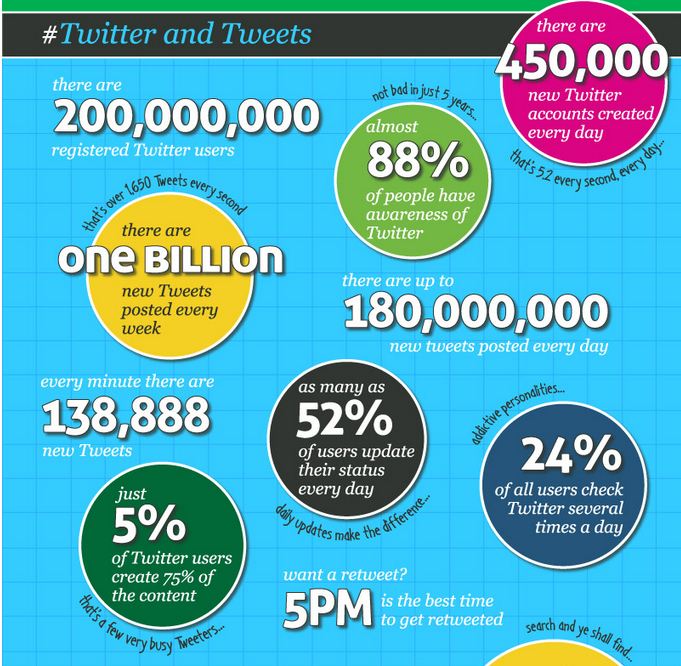 #Twitter and Tweets
there are
450,000
new Twitter
accounts created
every day
that's 5.2 every second, every day...
there are
200,000,000
registered Twitter users
not bad in just 5 years...
almost
88%
of people have
awareness of
Twitter
that's over 1,650 Tweets every second
there are
one BILLION
new Tweets
posted every
week
there are up to
180,000,000
new tweets posted every day
every minute there are
138,888
new Tweets
as many as
52%
of users update
their status
every day
daily updates make the difference...
addictive personalities...
24%
of all users check
Twitter several
times a day
just
5%
of Twitter users
create 75% of
the content
that's a few very busy Tweeters...
want a retweet?
5PM is the best time
to get retweeted
search and ye shall find...